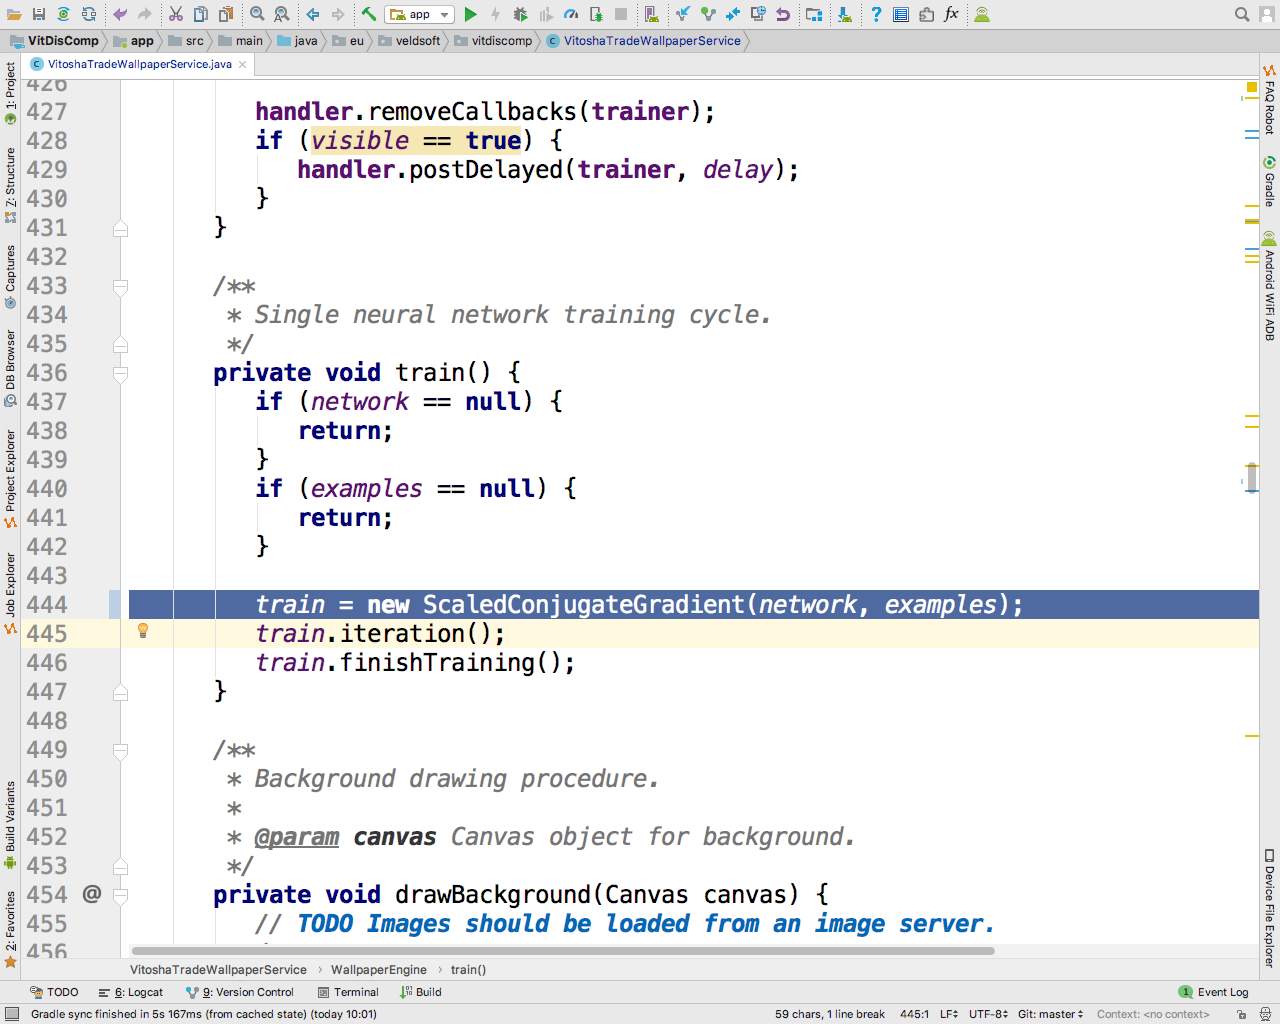 app
VitDisComp app src main java eu veldsoft vitdiscomp VitoshaTradeWallpaperService
VitoshaTradeWallpaperService.java
1: Project
7: Structure
Captures
DB Browser
Project Explorer
Job Explorer
Build Variants
2: Favorites
426
427 handler.removeCallbacks(trainer);
428 if (visible == true) {
429 handler.postDelayed(trainer, delay);
430 }
431 }
432
433 /**
434 * Single neural network training cycle.
435 */
436 private void train() {
437 if (network == null) {
438 return;
439 }
440 if (examples == null) {
441 return;
442 }
443
444 train = new ScaledConjugateGradient(network, examples);
445 train.iteration();
446 train.finishTraining();
447 }
448
449 /**
450 * Background drawing procedure.
451 *
452 * @param canvas Canvas object for background.
453 */
454 @ private void drawBackground(Canvas canvas) {
455 // TODO Images should be loaded from an image server.
456
FAQ Robot
Gradle
Android WiFi ADB
Device File Explorer
VitoshaTradeWallpaperService › WallpaperEngine › train()
TODO 6: Logcat 9: Version Control Terminal Build 1 Event Log
Gradle sync finished in 5s 167ms (from cached state) (today 10:01) 59 chars, 1 line break 445:1 LF UTF-8 Git: master Context: <no context>